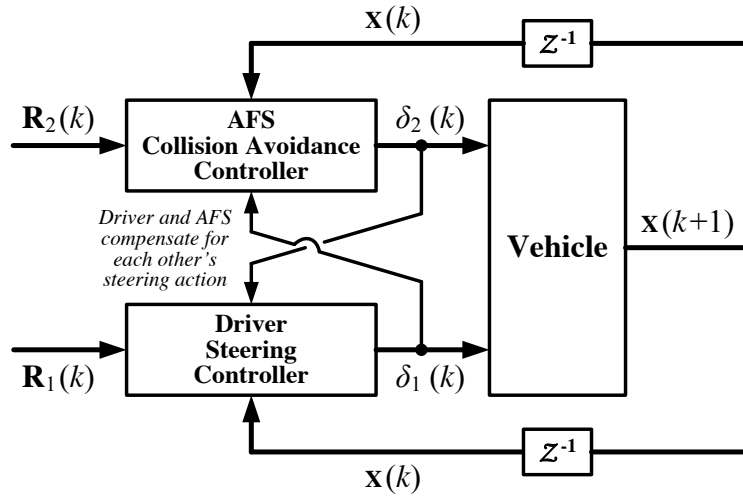 x(k)
Z⁻¹
R₂(k)
AFS
Collision Avoidance
Controller
δ₂(k)
Driver and AFS
compensate for
each other's
steering action
Vehicle
x(k+1)
R₁(k)
Driver
Steering
Controller
δ₁(k)
x(k)
Z⁻¹